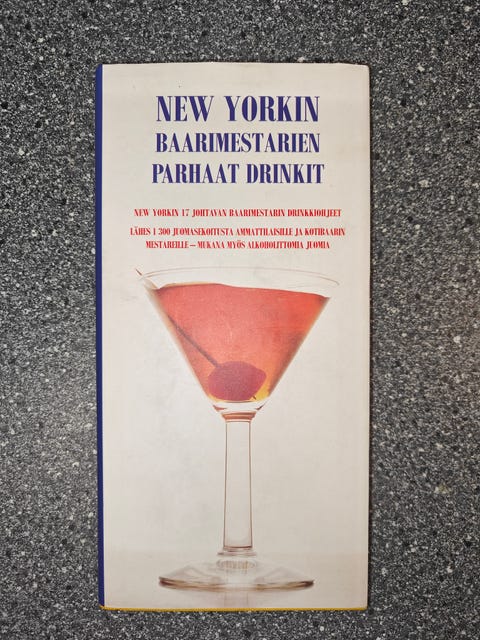 NEW YORKIN
BAARIMESTARIEN
PARHAAT DRINKIT
NEW YORKIN 17 JOHTAVAN BAARIMESTARIN DRINKKIOHJEET
LÄHES 1 300 JUOMASEKOITUSTA AMMATTILAISILLE JA KOTIBAARIN
MESTAREILLE – MUKANA MYÖS ALKOHOLITTOMIA JUOMIA